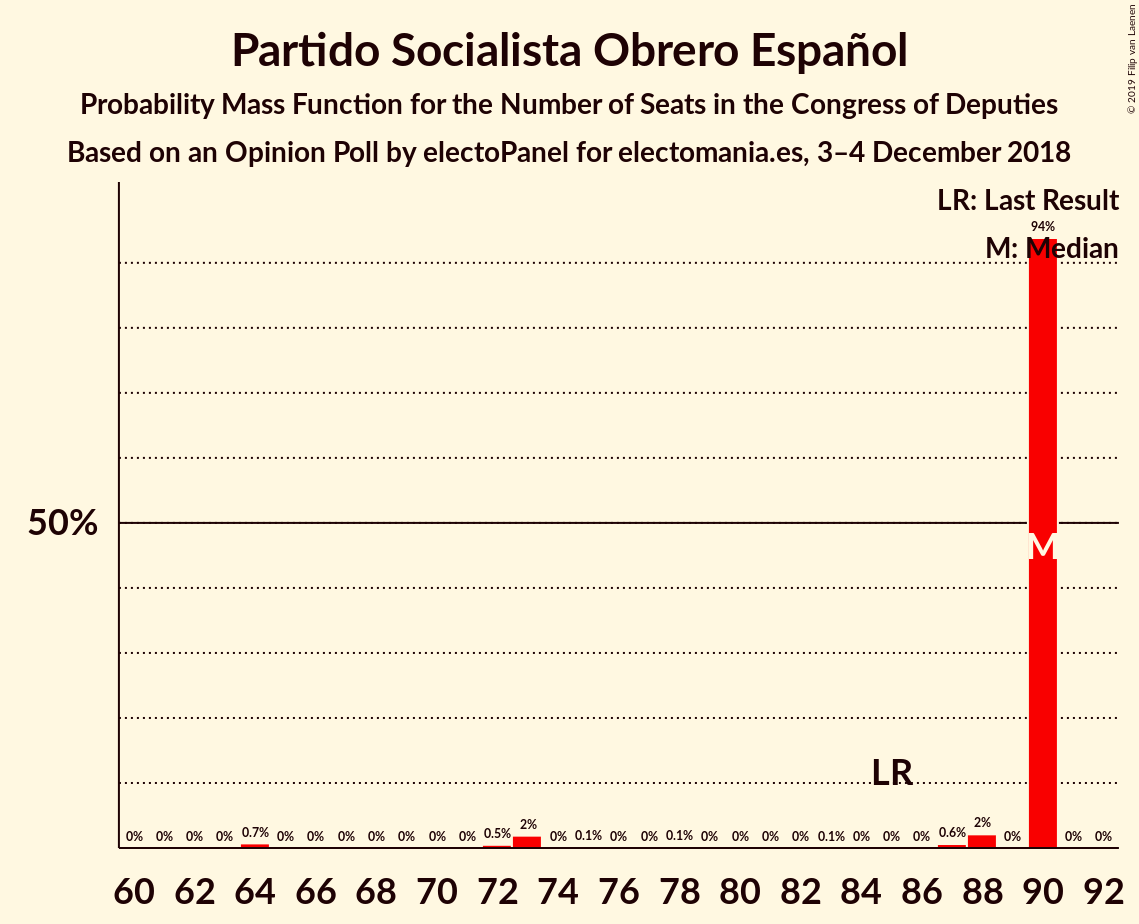 Partido Socialista Obrero Español
Probability Mass Function for the Number of Seats in the Congress of Deputies
Based on an Opinion Poll by electoPanel for electomania.es, 3–4 December 2018
© 2019 Filip van Laenen
LR: Last Result
94%
M: Median
50%
M
LR
0% 0% 0% 0% 0.7% 0% 0% 0% 0% 0% 0% 0% 0.5% 2% 0% 0.1% 0% 0% 0.1% 0% 0% 0% 0% 0.1% 0% 0% 0% 0.6% 2% 0% 0% 0%
60 62 64 66 68 70 72 74 76 78 80 82 84 86 88 90 92